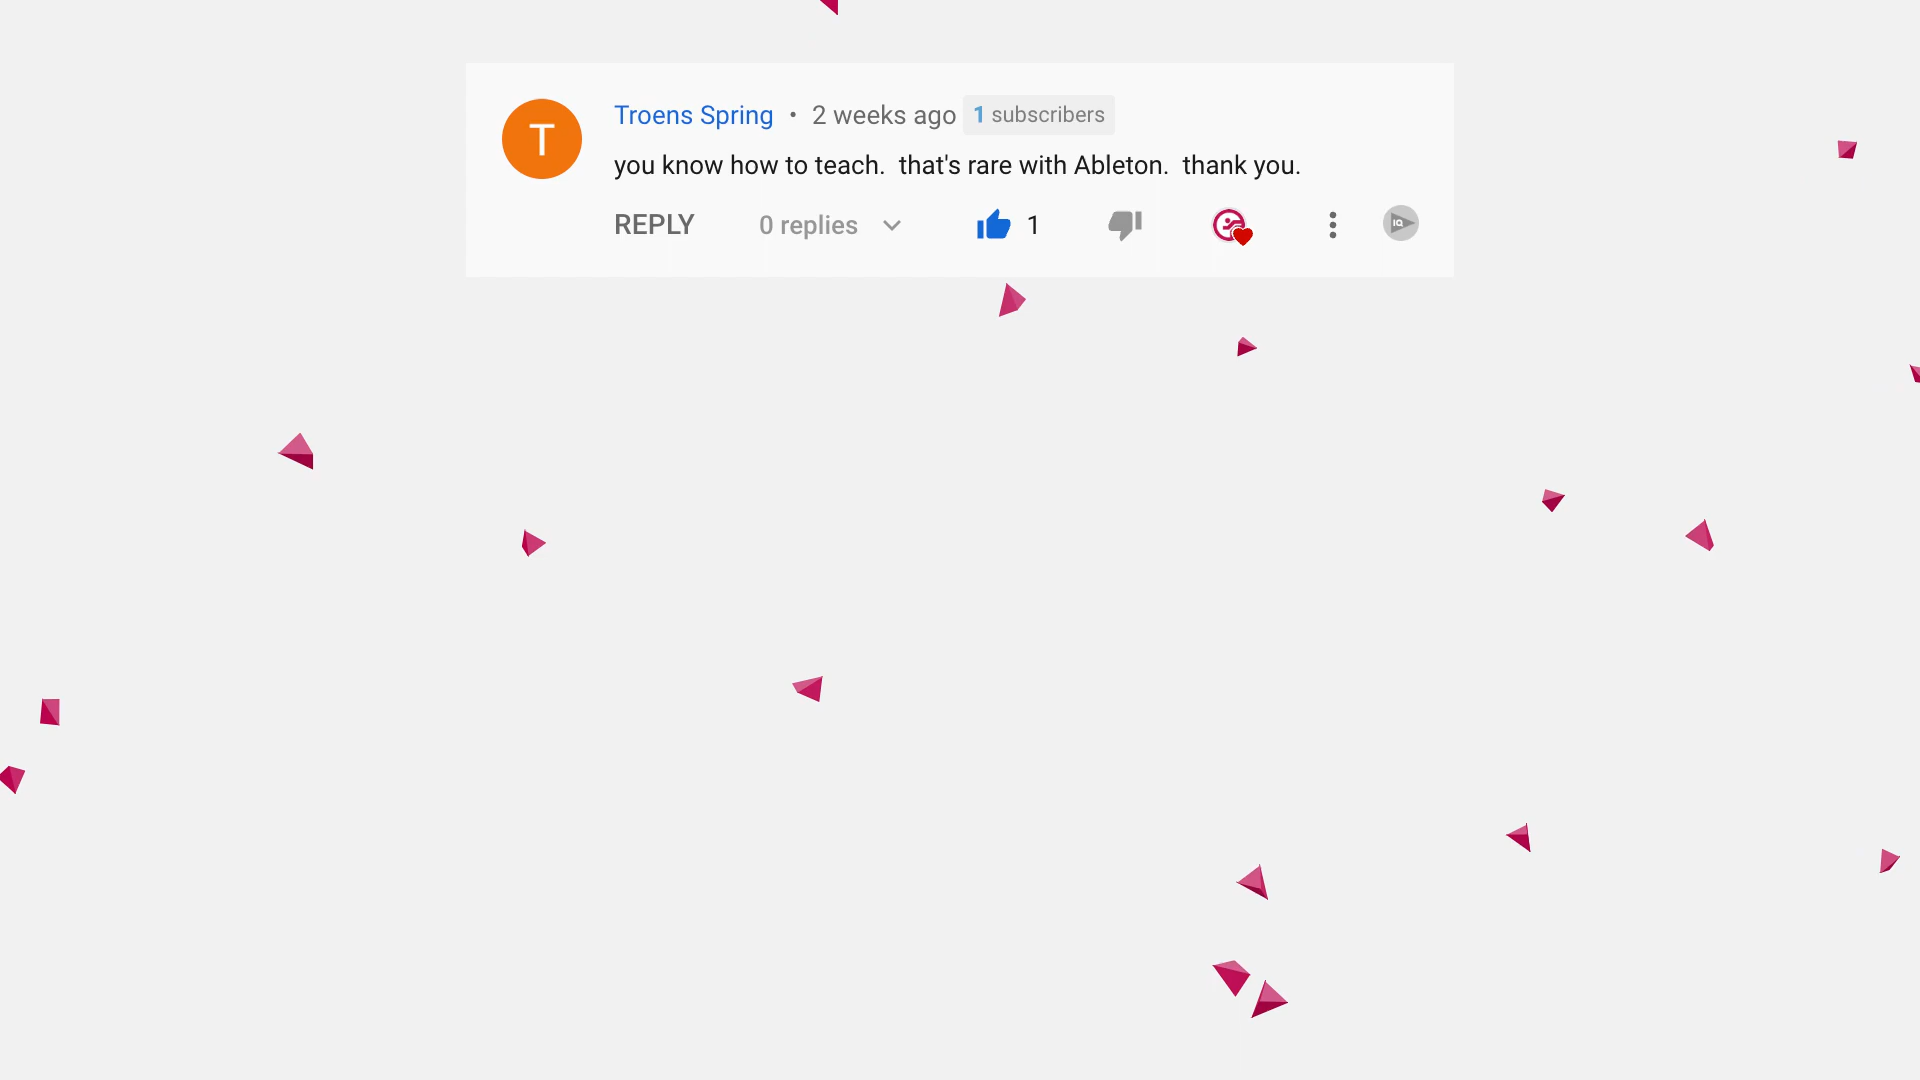 T
Troens Spring • 2 weeks ago 1 subscribers
you know how to teach.  that's rare with Ableton.  thank you.
REPLY 0 replies 1 IQ